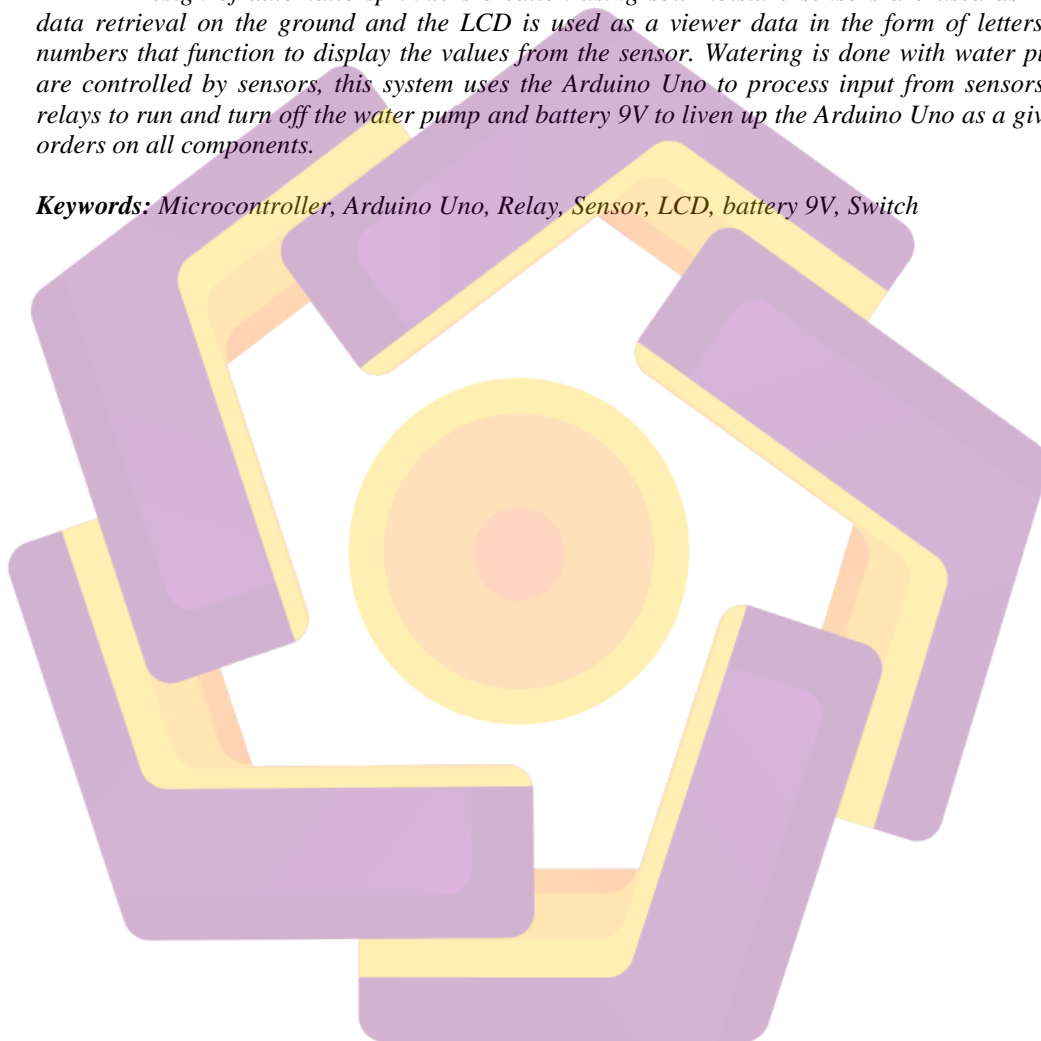 data retrieval on the ground and the LCD is used as a viewer data in the form of letters
numbers that function to display the values from the sensor. Watering is done with water
are controlled by sensors, this system uses the Arduino Uno to process input from sensors
relays to run and turn off the water pump and battery 9V to liven up the Arduino Uno as a
orders on all components.
Keywords: Microcontroller, Arduino Uno, Relay, Sensor, LCD, battery 9V, Switch